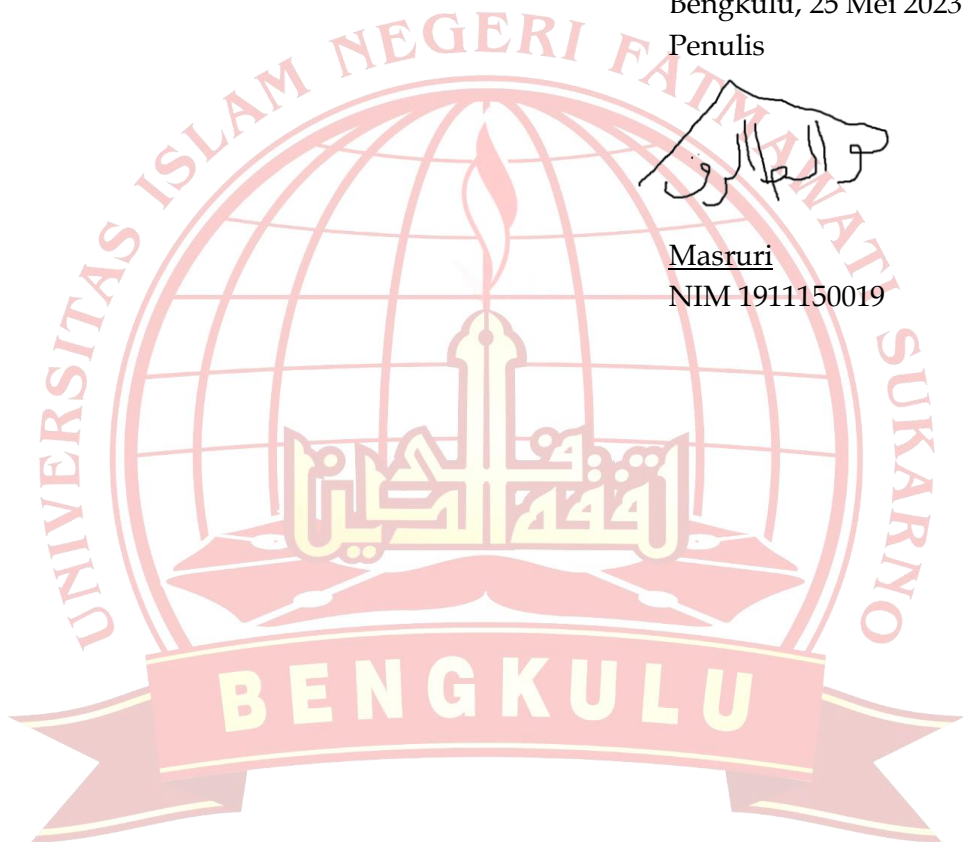 Bengkulu, 25 Mei 2023
Penulis
Masruri
NIM 1911150019
UNIVERSITAS ISLAM NEGERI FATMAWATI SUKARNO
BENGKULU